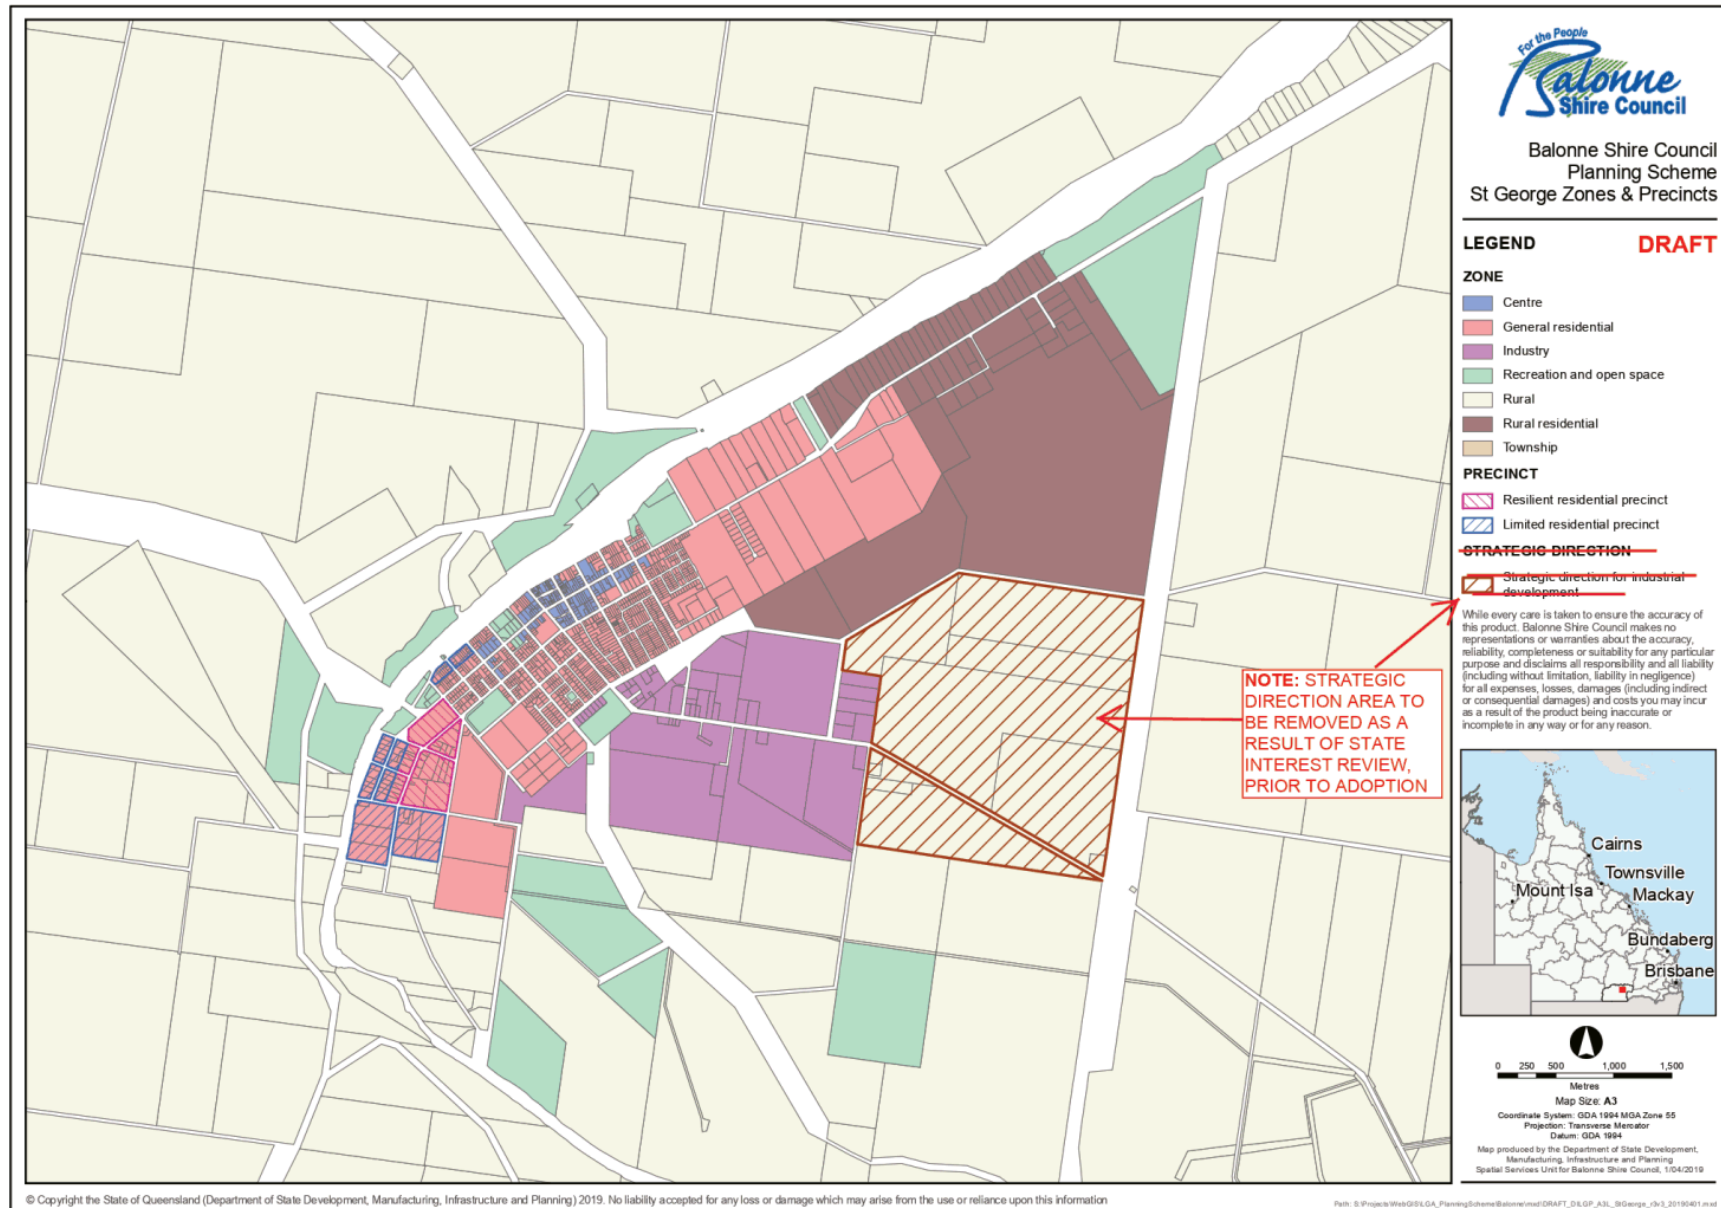 For the People
Balonne
Shire Council
Balonne Shire Council
Planning Scheme
St George Zones & Precincts
LEGEND
DRAFT
ZONE
Centre
General residential
Industry
Recreation and open space
Rural
Rural residential
Township
PRECINCT
Resilient residential precinct
Limited residential precinct
STRATEGIC DIRECTION
Strategic direction for industrial
development
While every care is taken to ensure the accuracy of
this product. Balonne Shire Council makes no
representations or warranties about the accuracy,
reliability, completeness or suitability for any particular
purpose and disclaims all responsibility and all liability
(including without limitation, liability in negligence)
for all expenses, losses, damages (including indirect
or consequential damages) and costs you may incur
as a result of the product being inaccurate or
incomplete in any way or for any reason.
NOTE: STRATEGIC
DIRECTION AREA TO
BE REMOVED AS A
RESULT OF STATE
INTEREST REVIEW,
PRIOR TO ADOPTION
Cairns
Townsville
Mount Isa
Mackay
Bundaberg
Brisbane
0 250 500 1,000 1,500
Metres
Map Size: A3
Coordinate System: GDA 1994 MGA Zone 55
Projection: Transverse Mercator
Datum: GDA 1994
Map produced by the Department of State Development,
Manufacturing, Infrastructure and Planning
Spatial Services Unit for Balonne Shire Council, 1/04/2019
© Copyright the State of Queensland (Department of State Development, Manufacturing, Infrastructure and Planning) 2019. No liability accepted for any loss or damage which may arise from the use or reliance upon this information
Path: S:\Projects\WebGIS\LGA_PlanningScheme\Balonne\mxd\DRAFT_DILGP_A3L_StGeorge_r3v3_20190401.mxd